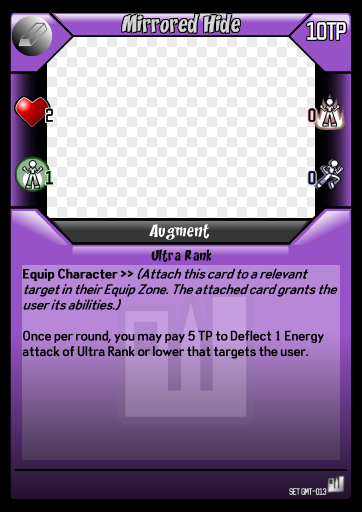 Mirrored Hide
10TP
2
0
1
0
Augment
Ultra Rank
Equip Character >> (Attach this card to a relevant
target in their Equip Zone. The attached card grants the
user its abilities.)
Once per round, you may pay 5 TP to Deflect 1 Energy
attack of Ultra Rank or lower that targets the user.
SET GMT-013